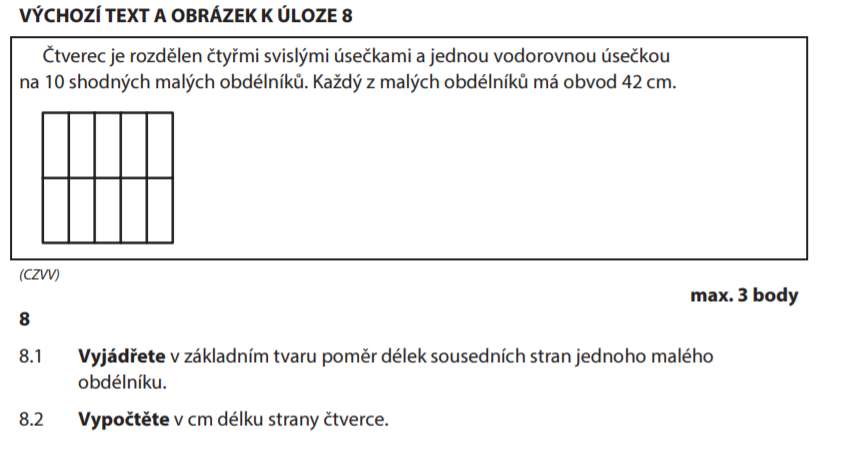 VÝCHOZÍ TEXT A OBRÁZEK K ÚLOZE 8
Čtverec je rozdělen čtyřmi svislými úsečkami a jednou vodorovnou úsečkou
na 10 shodných malých obdélníků. Každý z malých obdélníků má obvod 42 cm.
(CZVV)
max. 3 body
8
8.1 Vyjádřete v základním tvaru poměr délek sousedních stran jednoho malého
obdélníku.
8.2 Vypočtěte v cm délku strany čtverce.